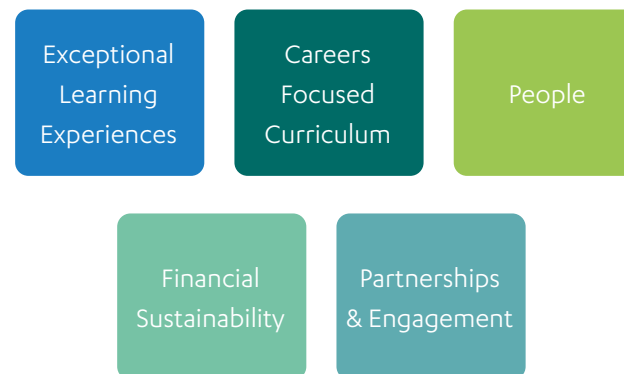 Exceptional
Learning
Experiences
Careers
Focused
Curriculum
People
Financial
Sustainability
Partnerships
& Engagement